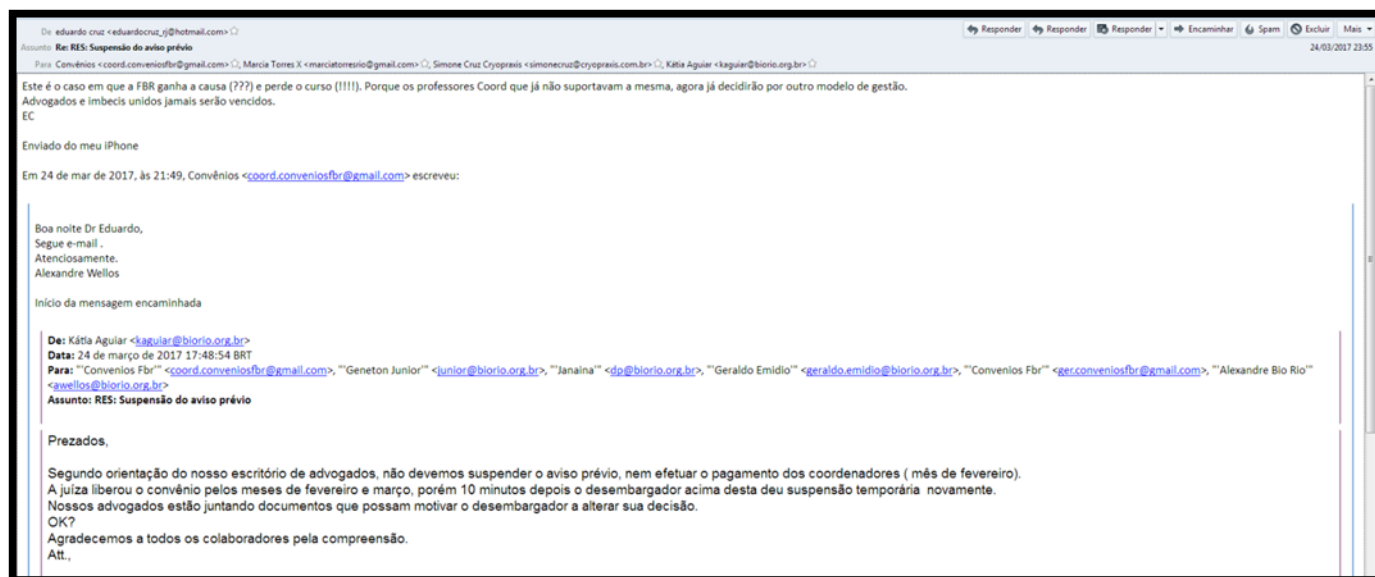 De eduardo cruz <eduardocruz_rj@hotmail.com>
Responder Responder Responder Encaminhar Spam Excluir Mais
Assunto Re: RES: Suspensão do aviso prévio
24/03/2017 23:55
Para Convênios <coord.conveniosfbr@gmail.com>, Marcia Torres X <marciatorresrio@gmail.com>, Simone Cruz Cryopraxis <simonecruz@cryopraxis.com.br>, Kátia Aguiar <kaguiar@biorio.org.br>
Este é o caso em que a FBR ganha a causa (???) e perde o curso (!!!!). Porque os professores Coord que já não suportavam a mesma, agora já decidirão por outro modelo de gestão.
Advogados e imbecis unidos jamais serão vencidos.
EC
Enviado do meu iPhone
Em 24 de mar de 2017, às 21:49, Convênios <coord.conveniosfbr@gmail.com> escreveu:
Boa noite Dr Eduardo,
Segue e-mail .
Atenciosamente.
Alexandre Wellos
Início da mensagem encaminhada
De: Kátia Aguiar <kaguiar@biorio.org.br>
Data: 24 de março de 2017 17:48:54 BRT
Para: "'Convenios Fbr'" <coord.conveniosfbr@gmail.com>, "'Geneton Junior'" <junior@biorio.org.br>, "'Janaina'" <dp@biorio.org.br>, "'Geraldo Emidio'" <geraldo.emidio@biorio.org.br>, "'Convenios Fbr'" <ger.conveniosfbr@gmail.com>, "'Alexandre Bio Rio'"
<awellos@biorio.org.br>
Assunto: RES: Suspensão do aviso prévio
Prezados,
Segundo orientação do nosso escritório de advogados, não devemos suspender o aviso prévio, nem efetuar o pagamento dos coordenadores ( mês de fevereiro).
A juíza liberou o convênio pelos meses de fevereiro e março, porém 10 minutos depois o desembargador acima desta deu suspensão temporária novamente.
Nossos advogados estão juntando documentos que possam motivar o desembargador a alterar sua decisão.
OK?
Agradecemos a todos os colaboradores pela compreensão.
Att.,